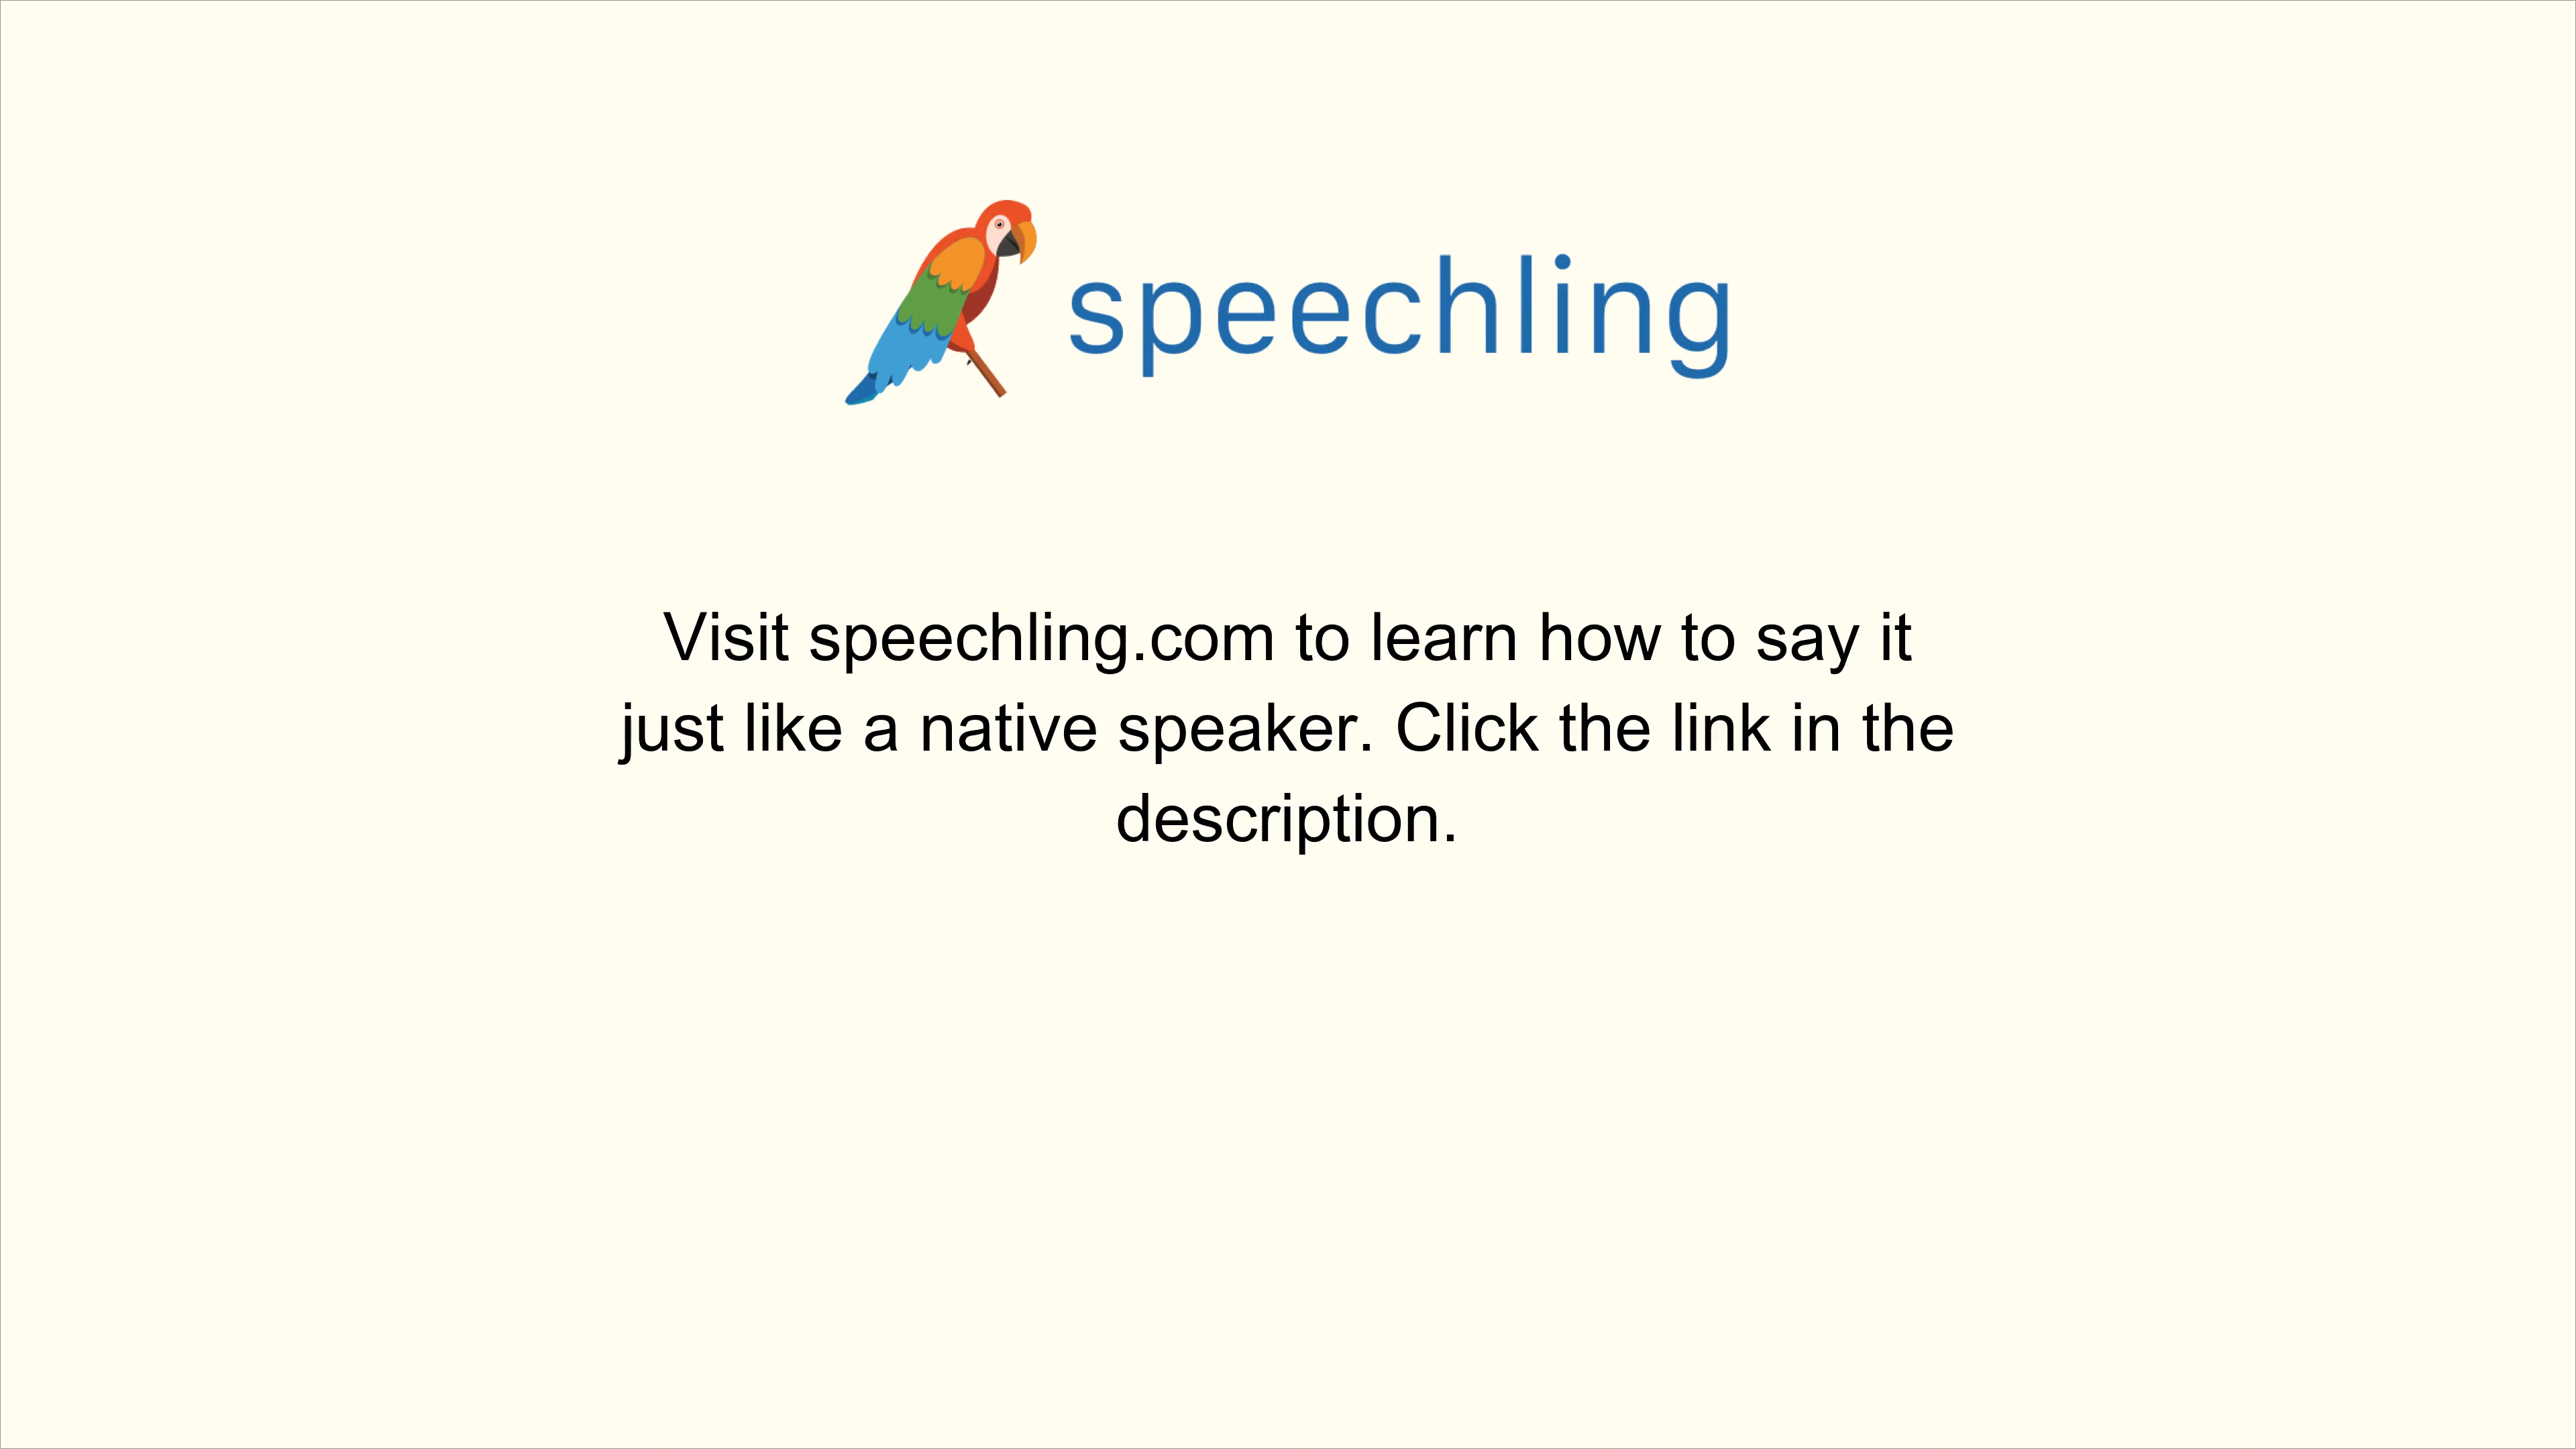 speechling
Visit speechling.com to learn how to say it
just like a native speaker. Click the link in the
description.